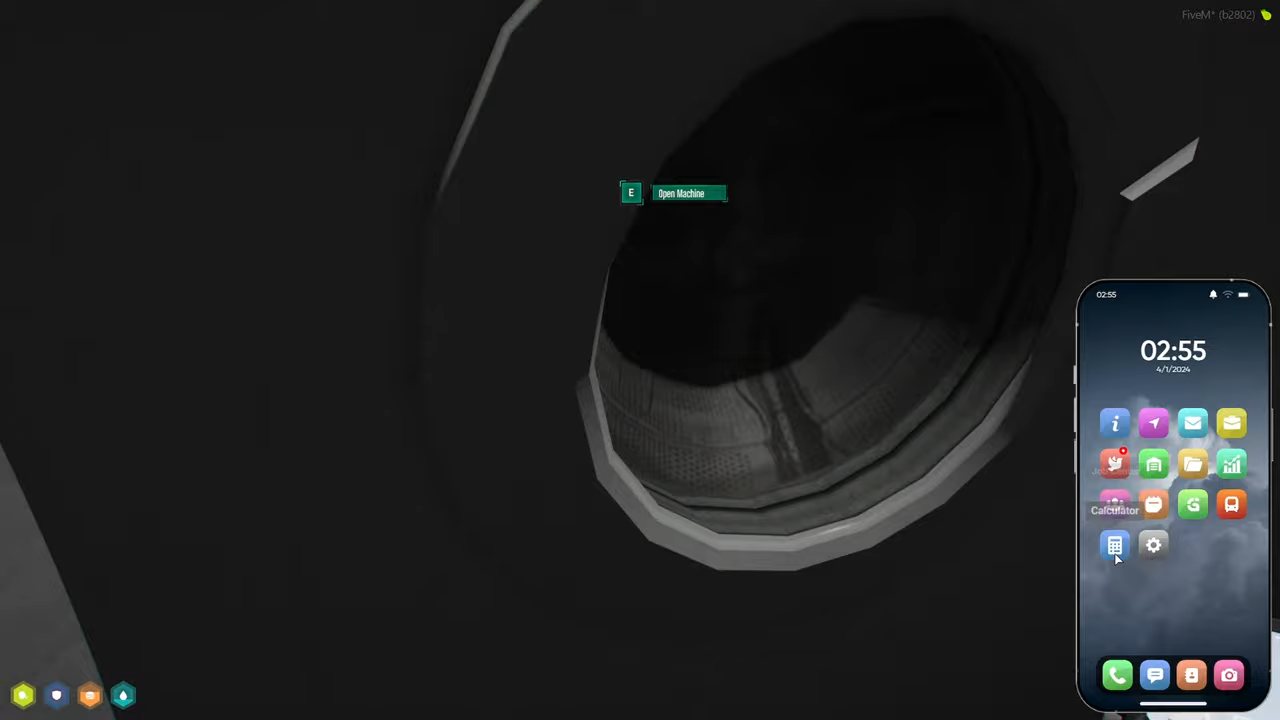 FiveM* (b2802)
E Open Machine
02:55
02:55
4/1/2024
Calculator